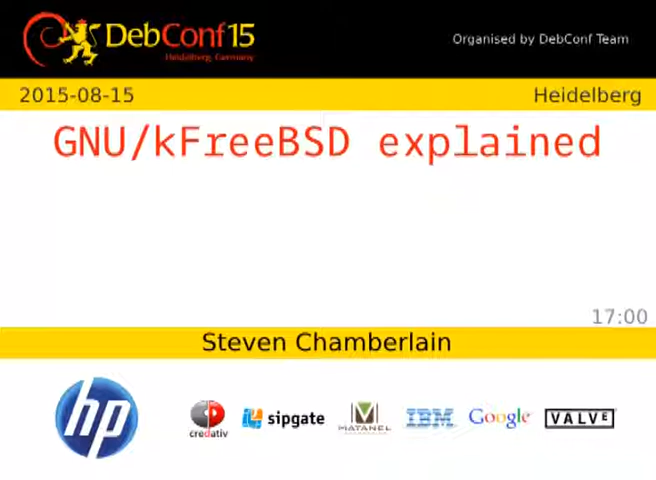 DebConf15
Heidelberg, Germany
Organised by DebConf Team
2015-08-15
Heidelberg
GNU/kFreeBSD explained
17:00
Steven Chamberlain
hp
credativ
sipgate
MATANEL
IBM
Google
VALVE